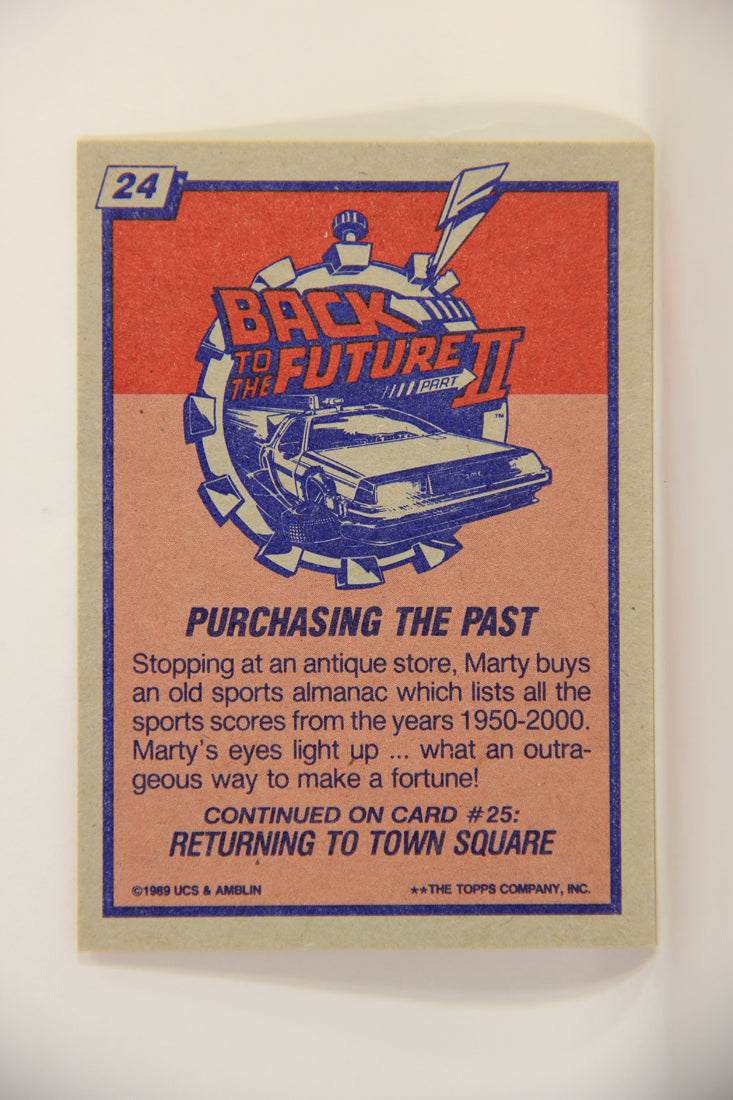 24
BACK
TO
THE FUTURE
PART II
™
PURCHASING THE PAST
Stopping at an antique store, Marty buys
an old sports almanac which lists all the
sports scores from the years 1950-2000.
Marty's eyes light up ... what an outra-
geous way to make a fortune!
CONTINUED ON CARD #25:
RETURNING TO TOWN SQUARE
©1989 UCS & AMBLIN
★★THE TOPPS COMPANY, INC.